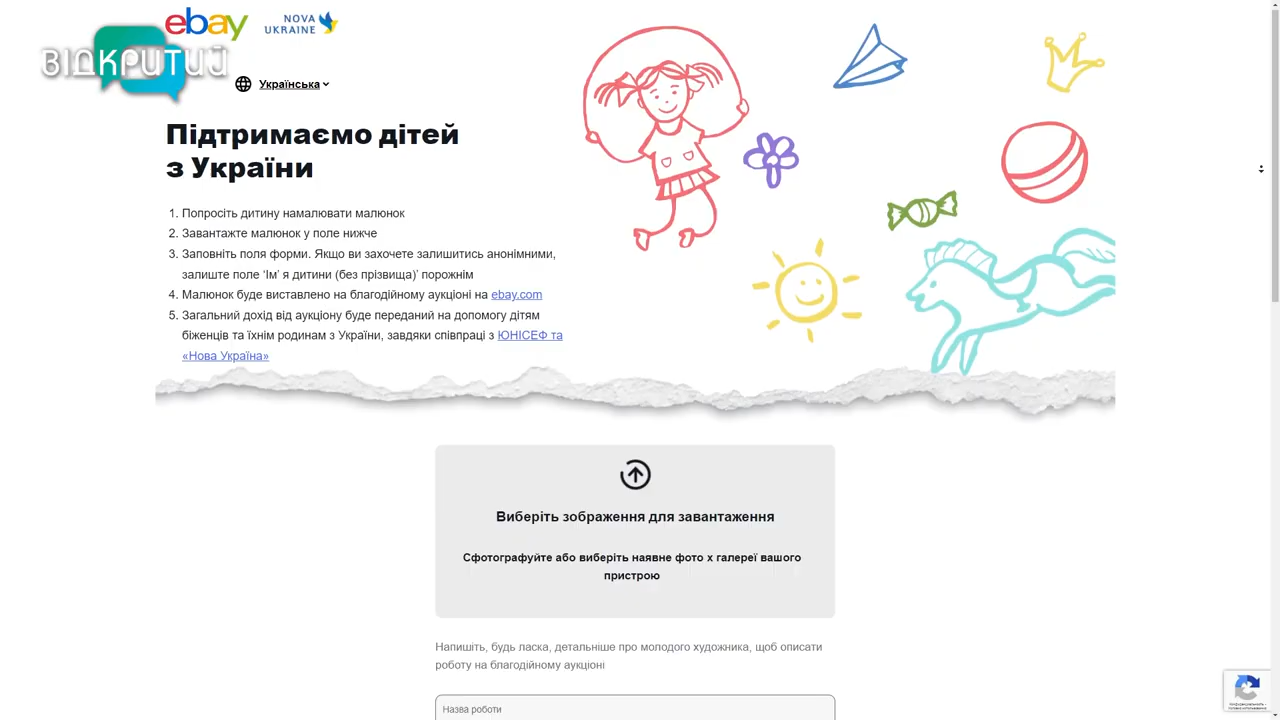 ebay
NOVA
UKRAINE
ВІДКРИТИЙ
Українська
Підтримаємо дітей
з України
1. Попросіть дитину намалювати малюнок
2. Завантажте малюнок у поле нижче
3. Заповніть поля форми. Якщо ви захочете залишитись анонімними,
залиште поле ‘Ім’ я дитини (без прізвища)’ порожнім
4. Малюнок буде виставлено на благодійному аукціоні на ebay.com
5. Загальний дохід від аукціону буде переданий на допомогу дітям
біженців та їхнім родинам з України, завдяки співпраці з ЮНІСЕФ та
«Нова Україна»
Виберіть зображення для завантаження
Сфотографуйте або виберіть наявне фото х галереї вашого
пристрою
Напишіть, будь ласка, детальніше про молодого художника, щоб описати
роботу на благодійному аукціоні
Назва роботи